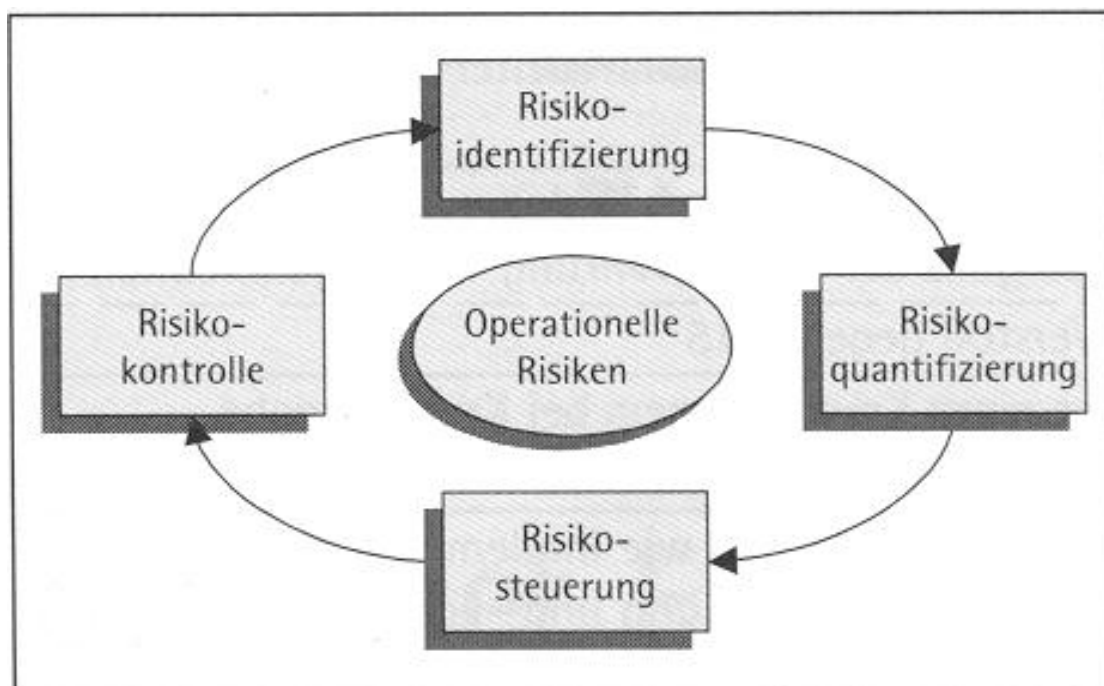 Risiko-
identifizierung
Risiko-
kontrolle
Operationelle
Risiken
Risiko-
quantifizierung
Risiko-
steuerung